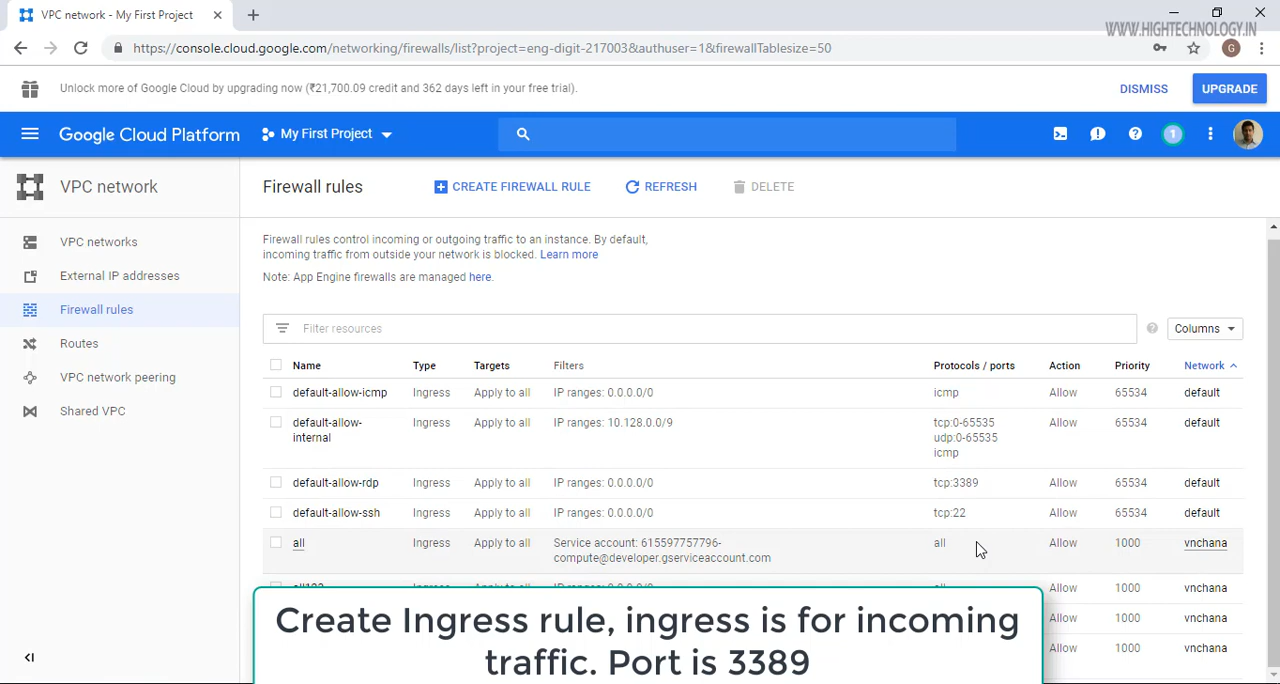 VPC network - My First Project
WWW.HIGHTECHNOLOGY.IN
https://console.cloud.google.com/networking/firewalls/list?project=eng-digit-217003&authuser=1&firewallTablesize=50
G
Unlock more of Google Cloud by upgrading now (₹21,700.09 credit and 362 days left in your free trial).
DISMISS
UPGRADE
Google Cloud Platform
My First Project
1
VPC network
Firewall rules
CREATE FIREWALL RULE
REFRESH
DELETE
VPC networks
External IP addresses
Firewall rules
Routes
VPC network peering
Shared VPC
Firewall rules control incoming or outgoing traffic to an instance. By default,
incoming traffic from outside your network is blocked. Learn more
Note: App Engine firewalls are managed here.
Filter resources
Columns
Name Type Targets Filters Protocols / ports Action Priority Network
default-allow-icmp Ingress Apply to all IP ranges: 0.0.0.0/0 icmp Allow 65534 default
default-allow- Ingress Apply to all IP ranges: 10.128.0.0/9 tcp:0-65535 Allow 65534 default
internal udp:0-65535
icmp
default-allow-rdp Ingress Apply to all IP ranges: 0.0.0.0/0 tcp:3389 Allow 65534 default
default-allow-ssh Ingress Apply to all IP ranges: 0.0.0.0/0 tcp:22 Allow 65534 default
all Ingress Apply to all Service account: 615597757796- all Allow 1000 vnchana
compute@developer.gserviceaccount.com
Allow 1000 vnchana
Allow 1000 vnchana
1000 vnchana
Create Ingress rule, ingress is for incoming
traffic. Port is 3389